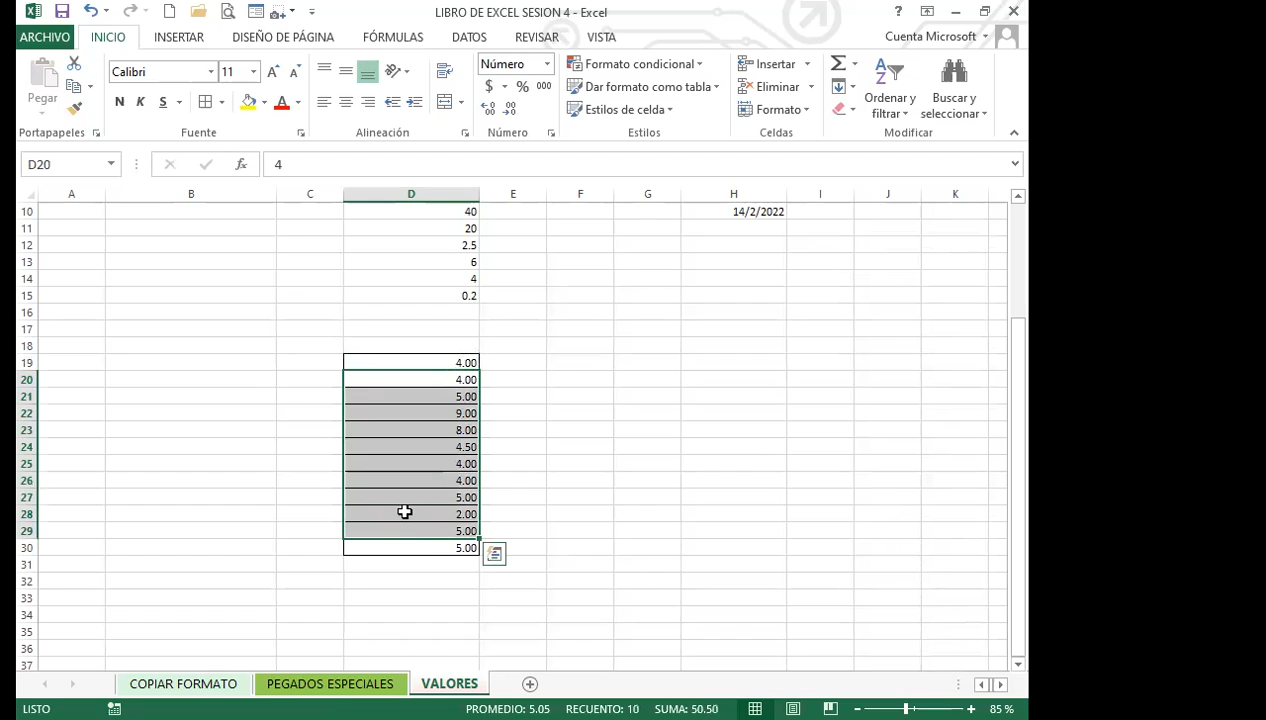 LIBRO DE EXCEL SESION 4 - Excel
ARCHIVO INICIO INSERTAR DISEÑO DE PÁGINA FÓRMULAS DATOS REVISAR VISTA Cuenta Microsoft
Pegar
Portapapeles
Calibri 11
N K S
Fuente
Alineación
Número
$ % 000
Número
Formato condicional
Dar formato como tabla
Estilos de celda
Estilos
Insertar
Eliminar
Formato
Celdas
Ordenar y filtrar
Buscar y seleccionar
Modificar
D20 fx 4
A B C D E F G H I J K
10 40 14/2/2022
11 20
12 2.5
13 6
14 4
15 0.2
16
17
18
19 4.00
20 4.00
21 5.00
22 9.00
23 8.00
24 4.50
25 4.00
26 4.00
27 5.00
28 2.00
29 5.00
30 5.00
31
32
33
34
35
36
37
COPIAR FORMATO PEGADOS ESPECIALES VALORES
LISTO PROMEDIO: 5.05 RECUENTO: 10 SUMA: 50.50 85 %